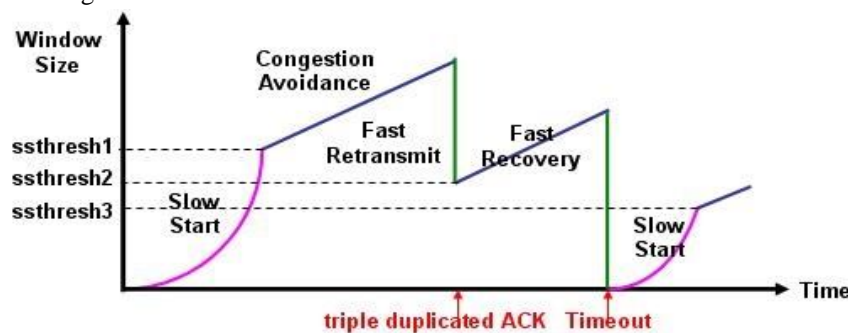 Window
Size
Congestion
Avoidance
ssthresh1
Fast
Retransmit
Fast
Recovery
ssthresh2
ssthresh3
Slow
Start
Slow
Start
Time
triple duplicated ACK
Timeout